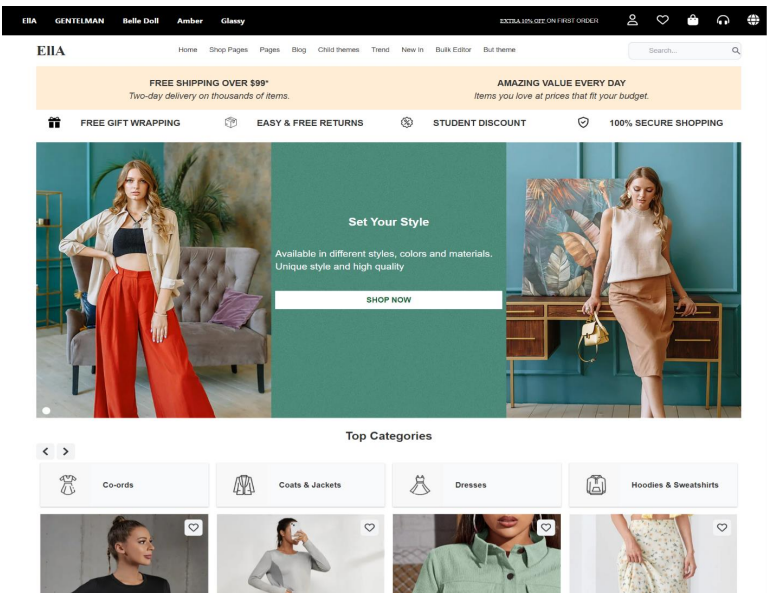 EllA GENTELMAN Belle Doll Amber Glassy EXTRA 10% OFF ON FIRST ORDER
EllA Home Shop Pages Pages Blog Child themes Trend New In Bulk Editor But theme Search...
FREE SHIPPING OVER $99*
Two-day delivery on thousands of items.
AMAZING VALUE EVERY DAY
Items you love at prices that fit your budget.
FREE GIFT WRAPPING EASY & FREE RETURNS STUDENT DISCOUNT 100% SECURE SHOPPING
Set Your Style
Available in different styles, colors and materials.
Unique style and high quality
SHOP NOW
Top Categories
Co-ords Coats & Jackets Dresses Hoodies & Sweatshirts